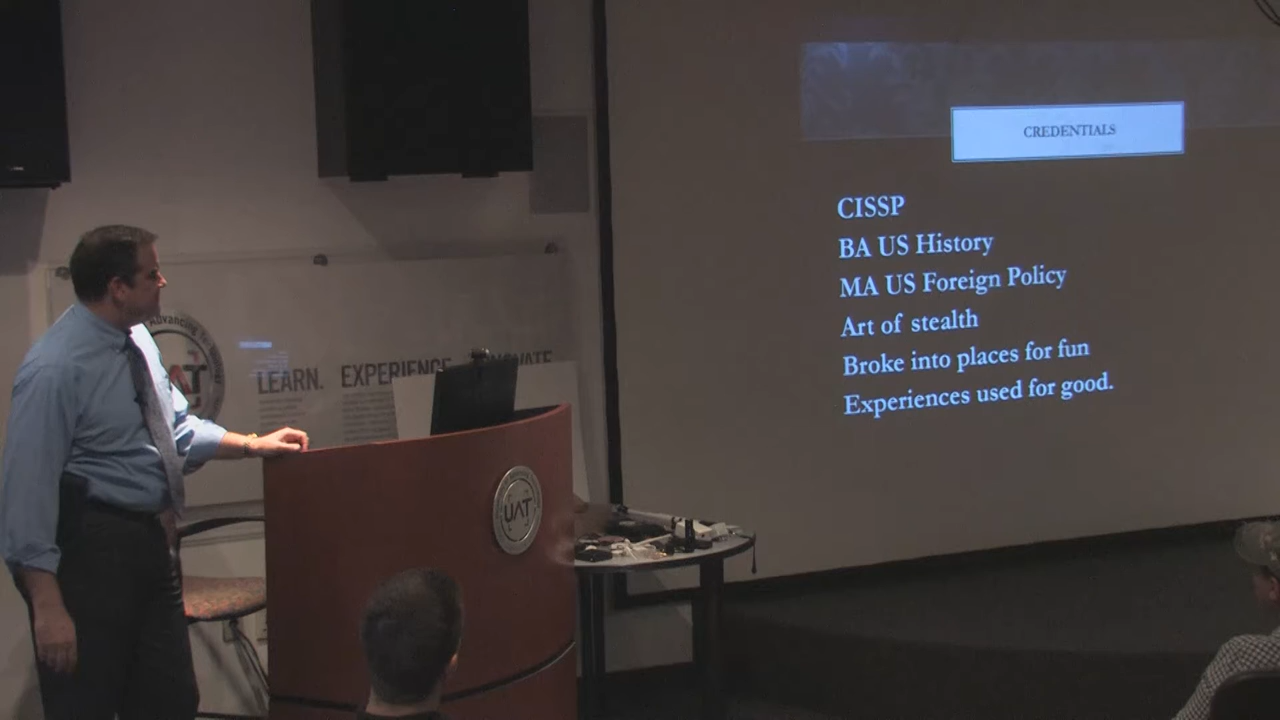 CREDENTIALS
CISSP
BA US History
MA US Foreign Policy
Art of stealth
Broke into places for fun
Experiences used for good.
LEARN. EXPERIENCE
UAT